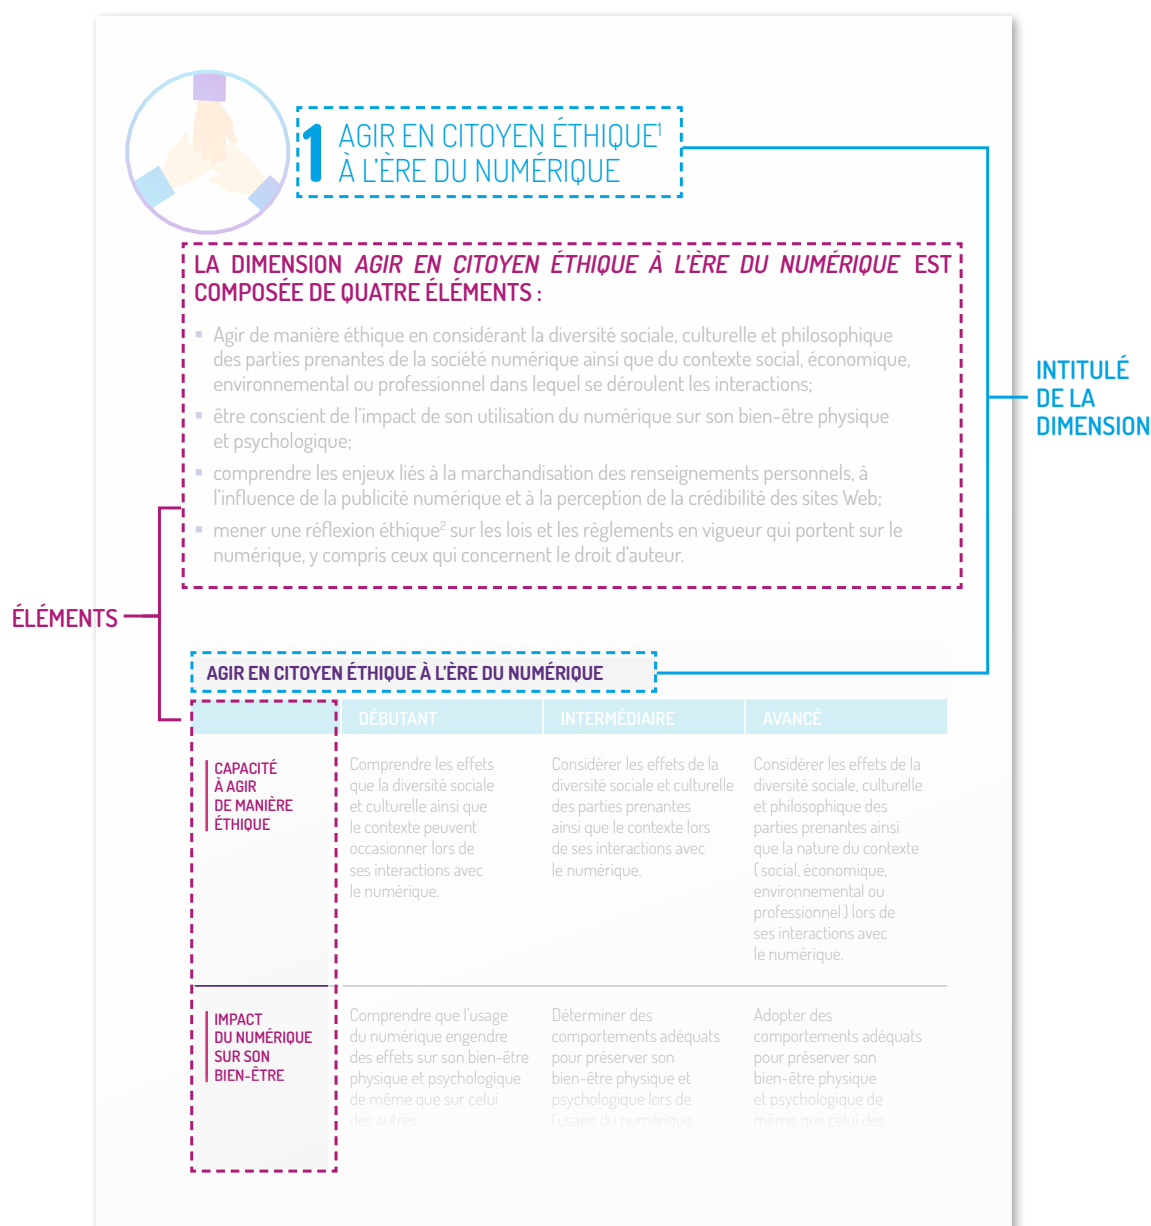 1 AGIR EN CITOYEN ÉTHIQUE¹
À L'ÈRE DU NUMÉRIQUE
LA DIMENSION AGIR EN CITOYEN ÉTHIQUE À L'ÈRE DU NUMÉRIQUE EST
COMPOSÉE DE QUATRE ÉLÉMENTS :
▪ Agir de manière éthique en considérant la diversité sociale, culturelle et philosophique
des parties prenantes de la société numérique ainsi que du contexte social, économique,
environnemental ou professionnel dans lequel se déroulent les interactions;
▪ être conscient de l'impact de son utilisation du numérique sur son bien-être physique
et psychologique;
▪ comprendre les enjeux liés à la marchandisation des renseignements personnels, à
l'influence de la publicité numérique et à la perception de la crédibilité des sites Web;
▪ mener une réflexion éthique² sur les lois et les règlements en vigueur qui portent sur le
numérique, y compris ceux qui concernent le droit d'auteur.
INTITULÉ
DE LA
DIMENSION
ÉLÉMENTS
AGIR EN CITOYEN ÉTHIQUE À L'ÈRE DU NUMÉRIQUE
DÉBUTANT
INTERMÉDIAIRE
AVANCÉ
CAPACITÉ
À AGIR
DE MANIÈRE
ÉTHIQUE
Comprendre les effets
que la diversité sociale
et culturelle ainsi que
le contexte peuvent
occasionner lors de
ses interactions avec
le numérique.
Considérer les effets de la
diversité sociale et culturelle
des parties prenantes
ainsi que le contexte lors
de ses interactions avec
le numérique.
Considérer les effets de la
diversité sociale, culturelle
et philosophique des
parties prenantes ainsi
que la nature du contexte
(social, économique,
environnemental ou
professionnel) lors de
ses interactions avec
le numérique.
IMPACT
DU NUMÉRIQUE
SUR SON
BIEN-ÊTRE
Comprendre que l'usage
du numérique engendre
des effets sur son bien-être
physique et psychologique
de même que sur celui
des autres.
Déterminer des
comportements adéquats
pour préserver son
bien-être physique et
psychologique lors de
l'usage du numérique.
Adopter des
comportements adéquats
pour préserver son
bien-être physique
et psychologique de
même que celui des